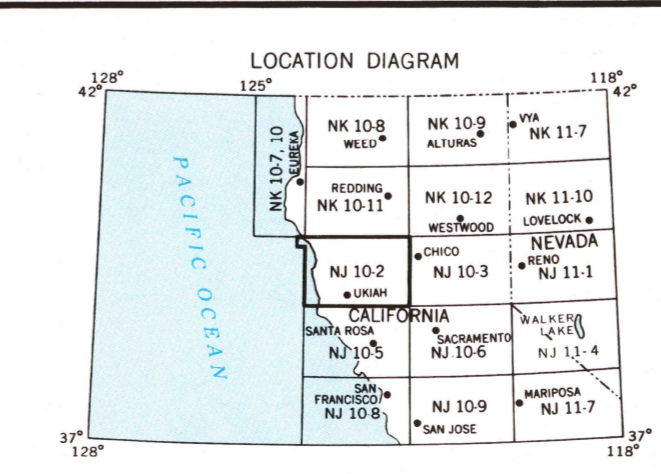 LOCATION DIAGRAM
128°
125°
118°
42°
42°
NK 10-7, 10
EUREKA
NK 10-8
WEED
NK 10-9
ALTURAS
VYA
NK 11-7
REDDING
NK 10-11
NK 10-12
WESTWOOD
NK 11-10
LOVELOCK
PACIFIC OCEAN
NJ 10-2
UKIAH
CHICO
NJ 10-3
NEVADA
RENO
NJ 11-1
CALIFORNIA
SANTA ROSA
NJ 10-5
SACRAMENTO
NJ 10-6
WALKER
LAKE
NJ 11-4
SAN
FRANCISCO
NJ 10-8
NJ 10-9
SAN JOSE
MARIPOSA
NJ 11-7
37°
37°
128°
118°